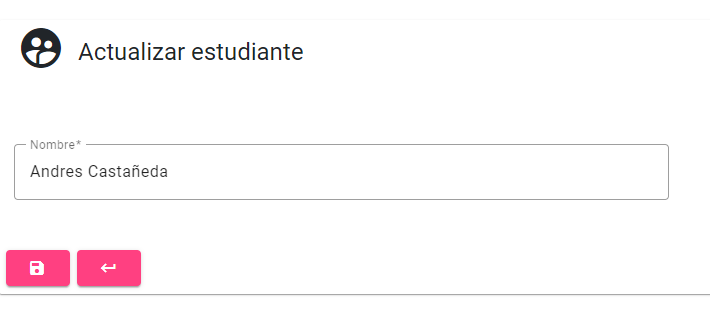 Actualizar estudiante
Nombre*
Andres Castañeda